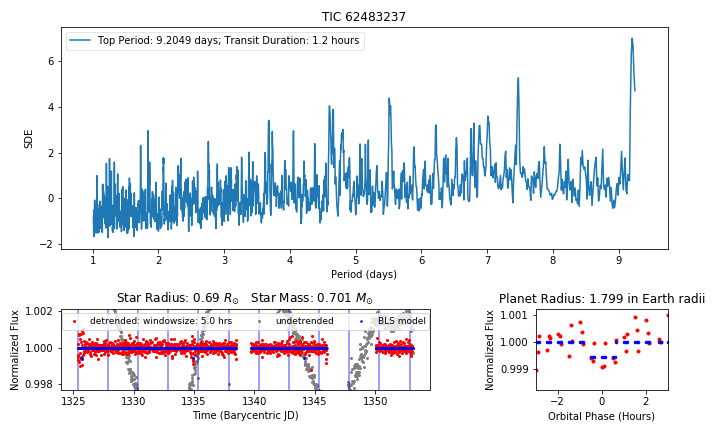 TIC 62483237
Top Period: 9.2049 days; Transit Duration: 1.2 hours
SDE
6
4
2
0
−2
1 2 3 4 5 6 7 8 9
Period (days)
Star Radius: 0.69 R⊙ Star Mass: 0.701 M⊙
Normalized Flux
1.002
1.000
0.998
detrended: windowsize: 5.0 hrs undetrended BLS model
1325 1330 1335 1340 1345 1350
Time (Barycentric JD)
Planet Radius: 1.799 in Earth radii
Normalized Flux
1.001
1.000
0.999
−2 0 2
Orbital Phase (Hours)